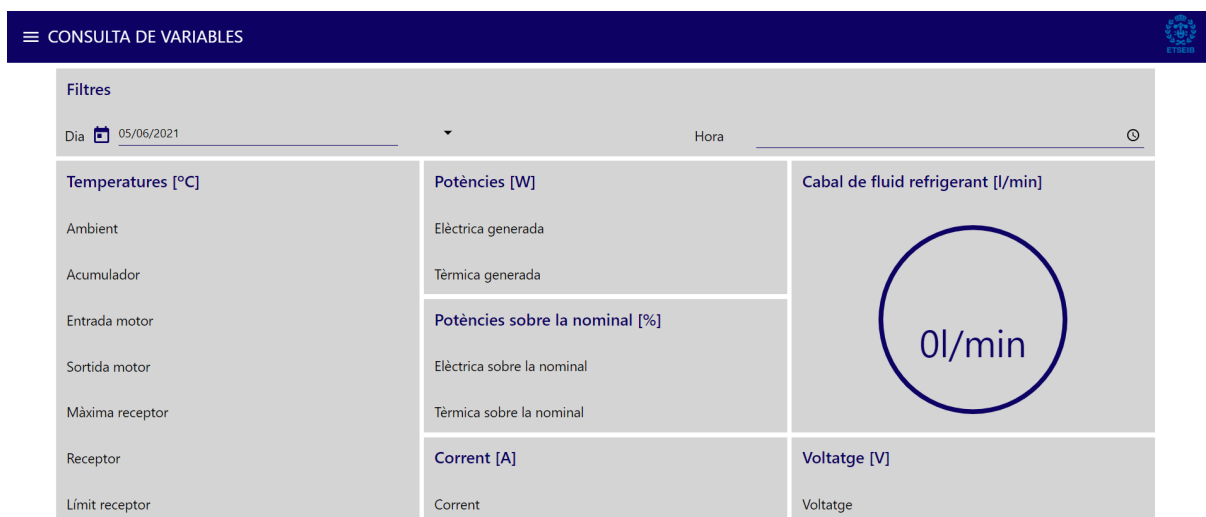 CONSULTA DE VARIABLES
ETSEIB
Filtres
Dia 05/06/2021
Hora
Temperatures [ºC]
Ambient
Acumulador
Entrada motor
Sortida motor
Màxima receptor
Receptor
Límit receptor
Potències [W]
Elèctrica generada
Tèrmica generada
Potències sobre la nominal [%]
Elèctrica sobre la nominal
Tèrmica sobre la nominal
Corrent [A]
Corrent
Cabal de fluid refrigerant [l/min]
0l/min
Voltatge [V]
Voltatge